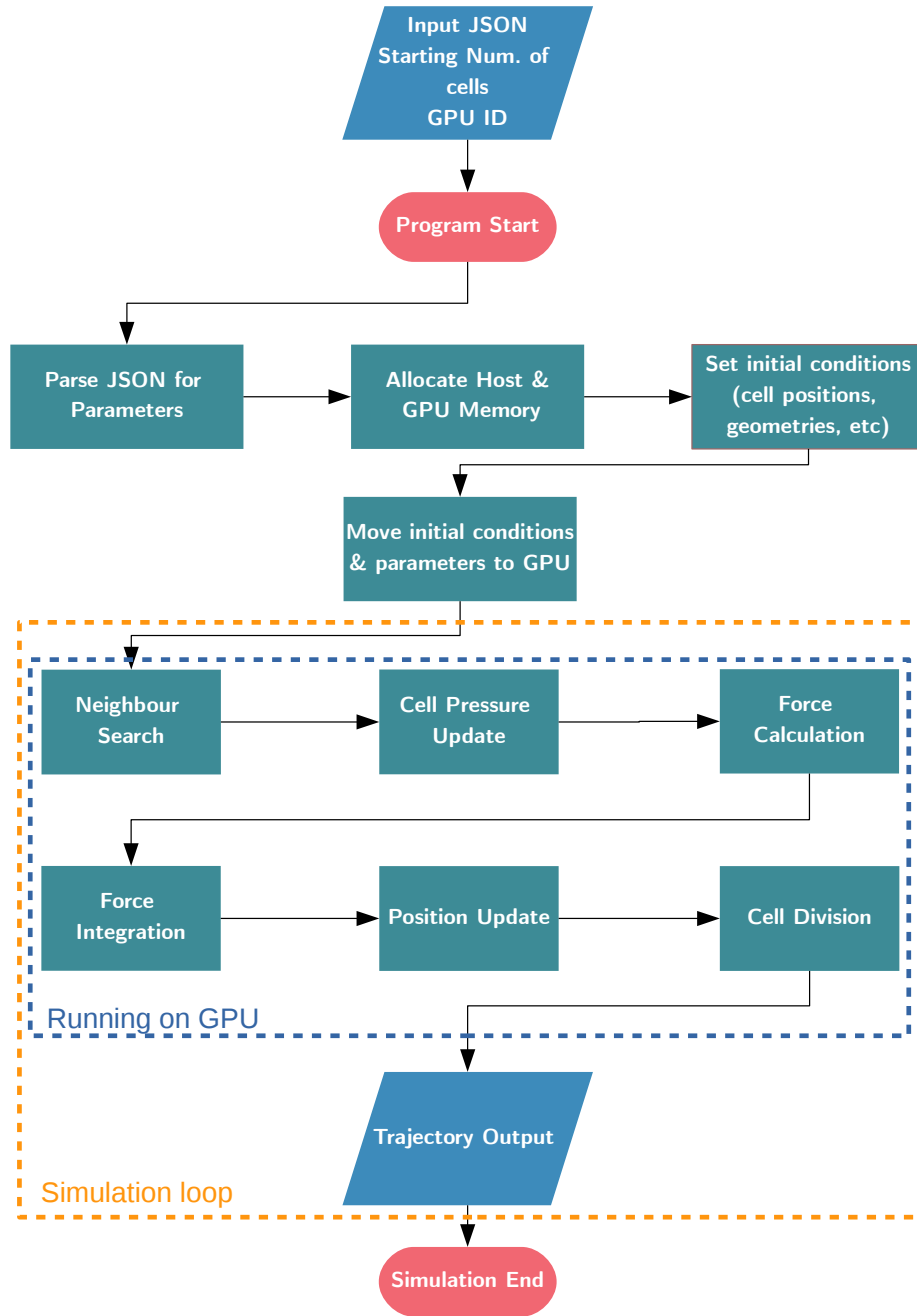 Input JSON
Starting Num. of
cells
GPU ID
Program Start
Parse JSON for
Parameters
Allocate Host &
GPU Memory
Set initial conditions
(cell positions,
geometries, etc)
Move initial conditions
& parameters to GPU
Neighbour
Search
Cell Pressure
Update
Force
Calculation
Force
Integration
Position Update
Cell Division
Running on GPU
Trajectory Output
Simulation loop
Simulation End